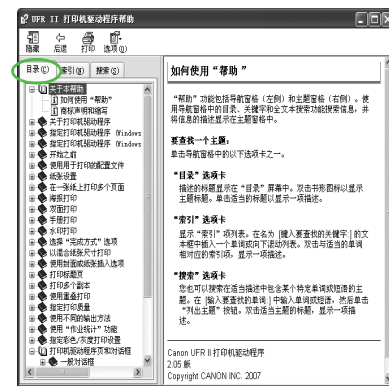 UFR II 打印机驱动程序帮助
隐藏 后退 打印 选项(O)
目录(C) 索引(N) 搜索(S)
关于本帮助
如何使用“帮助”
商标声明和缩写
关于打印机驱动程序
指定打印机驱动程序 (Windows
指定打印机驱动程序 (Windows
开始之前
使用用于打印的配置文件
纸张设置
在一张纸上打印多个页面
海报打印
双面打印
手册打印
水印打印
选择“完成方式”选项
以混合纸张尺寸打印
使用封面或纸张插入选项
打印标题页
打印多个副本
使用重叠打印
指定打印质量
使用不同的输出方法
使用“作业统计”功能
指定彩色/灰度打印设置
打印机驱动程序页和对话框
一般对话框
如何使用“帮助”
“帮助”功能包括导航窗格(左侧)和主题窗格(右侧)。使
用导航窗格中的目录、关键字和全文本搜索功能搜索信息，并
将信息的描述显示在主题窗格中。
要查找一个主题:
单击导航窗格中的以下选项卡之一。
“目录”选项卡
描述的标题显示在“目录”屏幕中。双击书形图标以显示
主题标题。单击适当的标题以显示一项描述。
“索引”选项卡
显示“索引”项列表。在名为 [键入要查找的关键字:] 的文
本框中插入一个单词或向下滚动列表。双击与适当的单词
相对应的索引项，显示一项描述。
“搜索”选项卡
您也可以搜索在适当描述中包含某个特定单词或短语的主
题。在 [输入要查找的单词:] 中输入单词或短语，然后单击
“列出主题”按钮。双击适当主题的标题，显示一项描
述。
Canon UFR II 打印机驱动程序
2.05 版
Copyright CANON INC. 2007